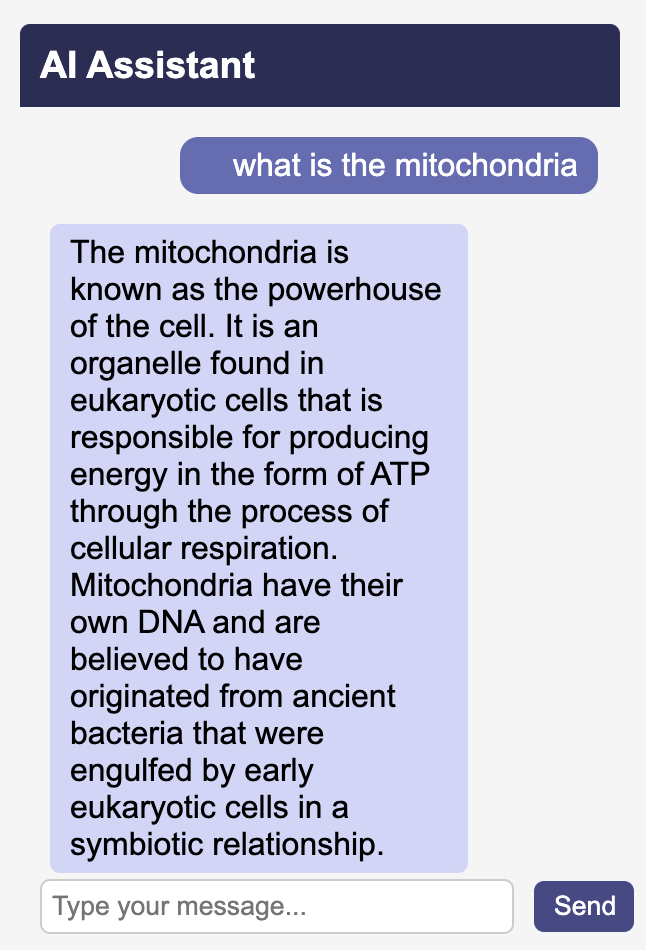 AI Assistant
what is the mitochondria
The mitochondria is
known as the powerhouse
of the cell. It is an
organelle found in
eukaryotic cells that is
responsible for producing
energy in the form of ATP
through the process of
cellular respiration.
Mitochondria have their
own DNA and are
believed to have
originated from ancient
bacteria that were
engulfed by early
eukaryotic cells in a
symbiotic relationship.
Type your message...
Send